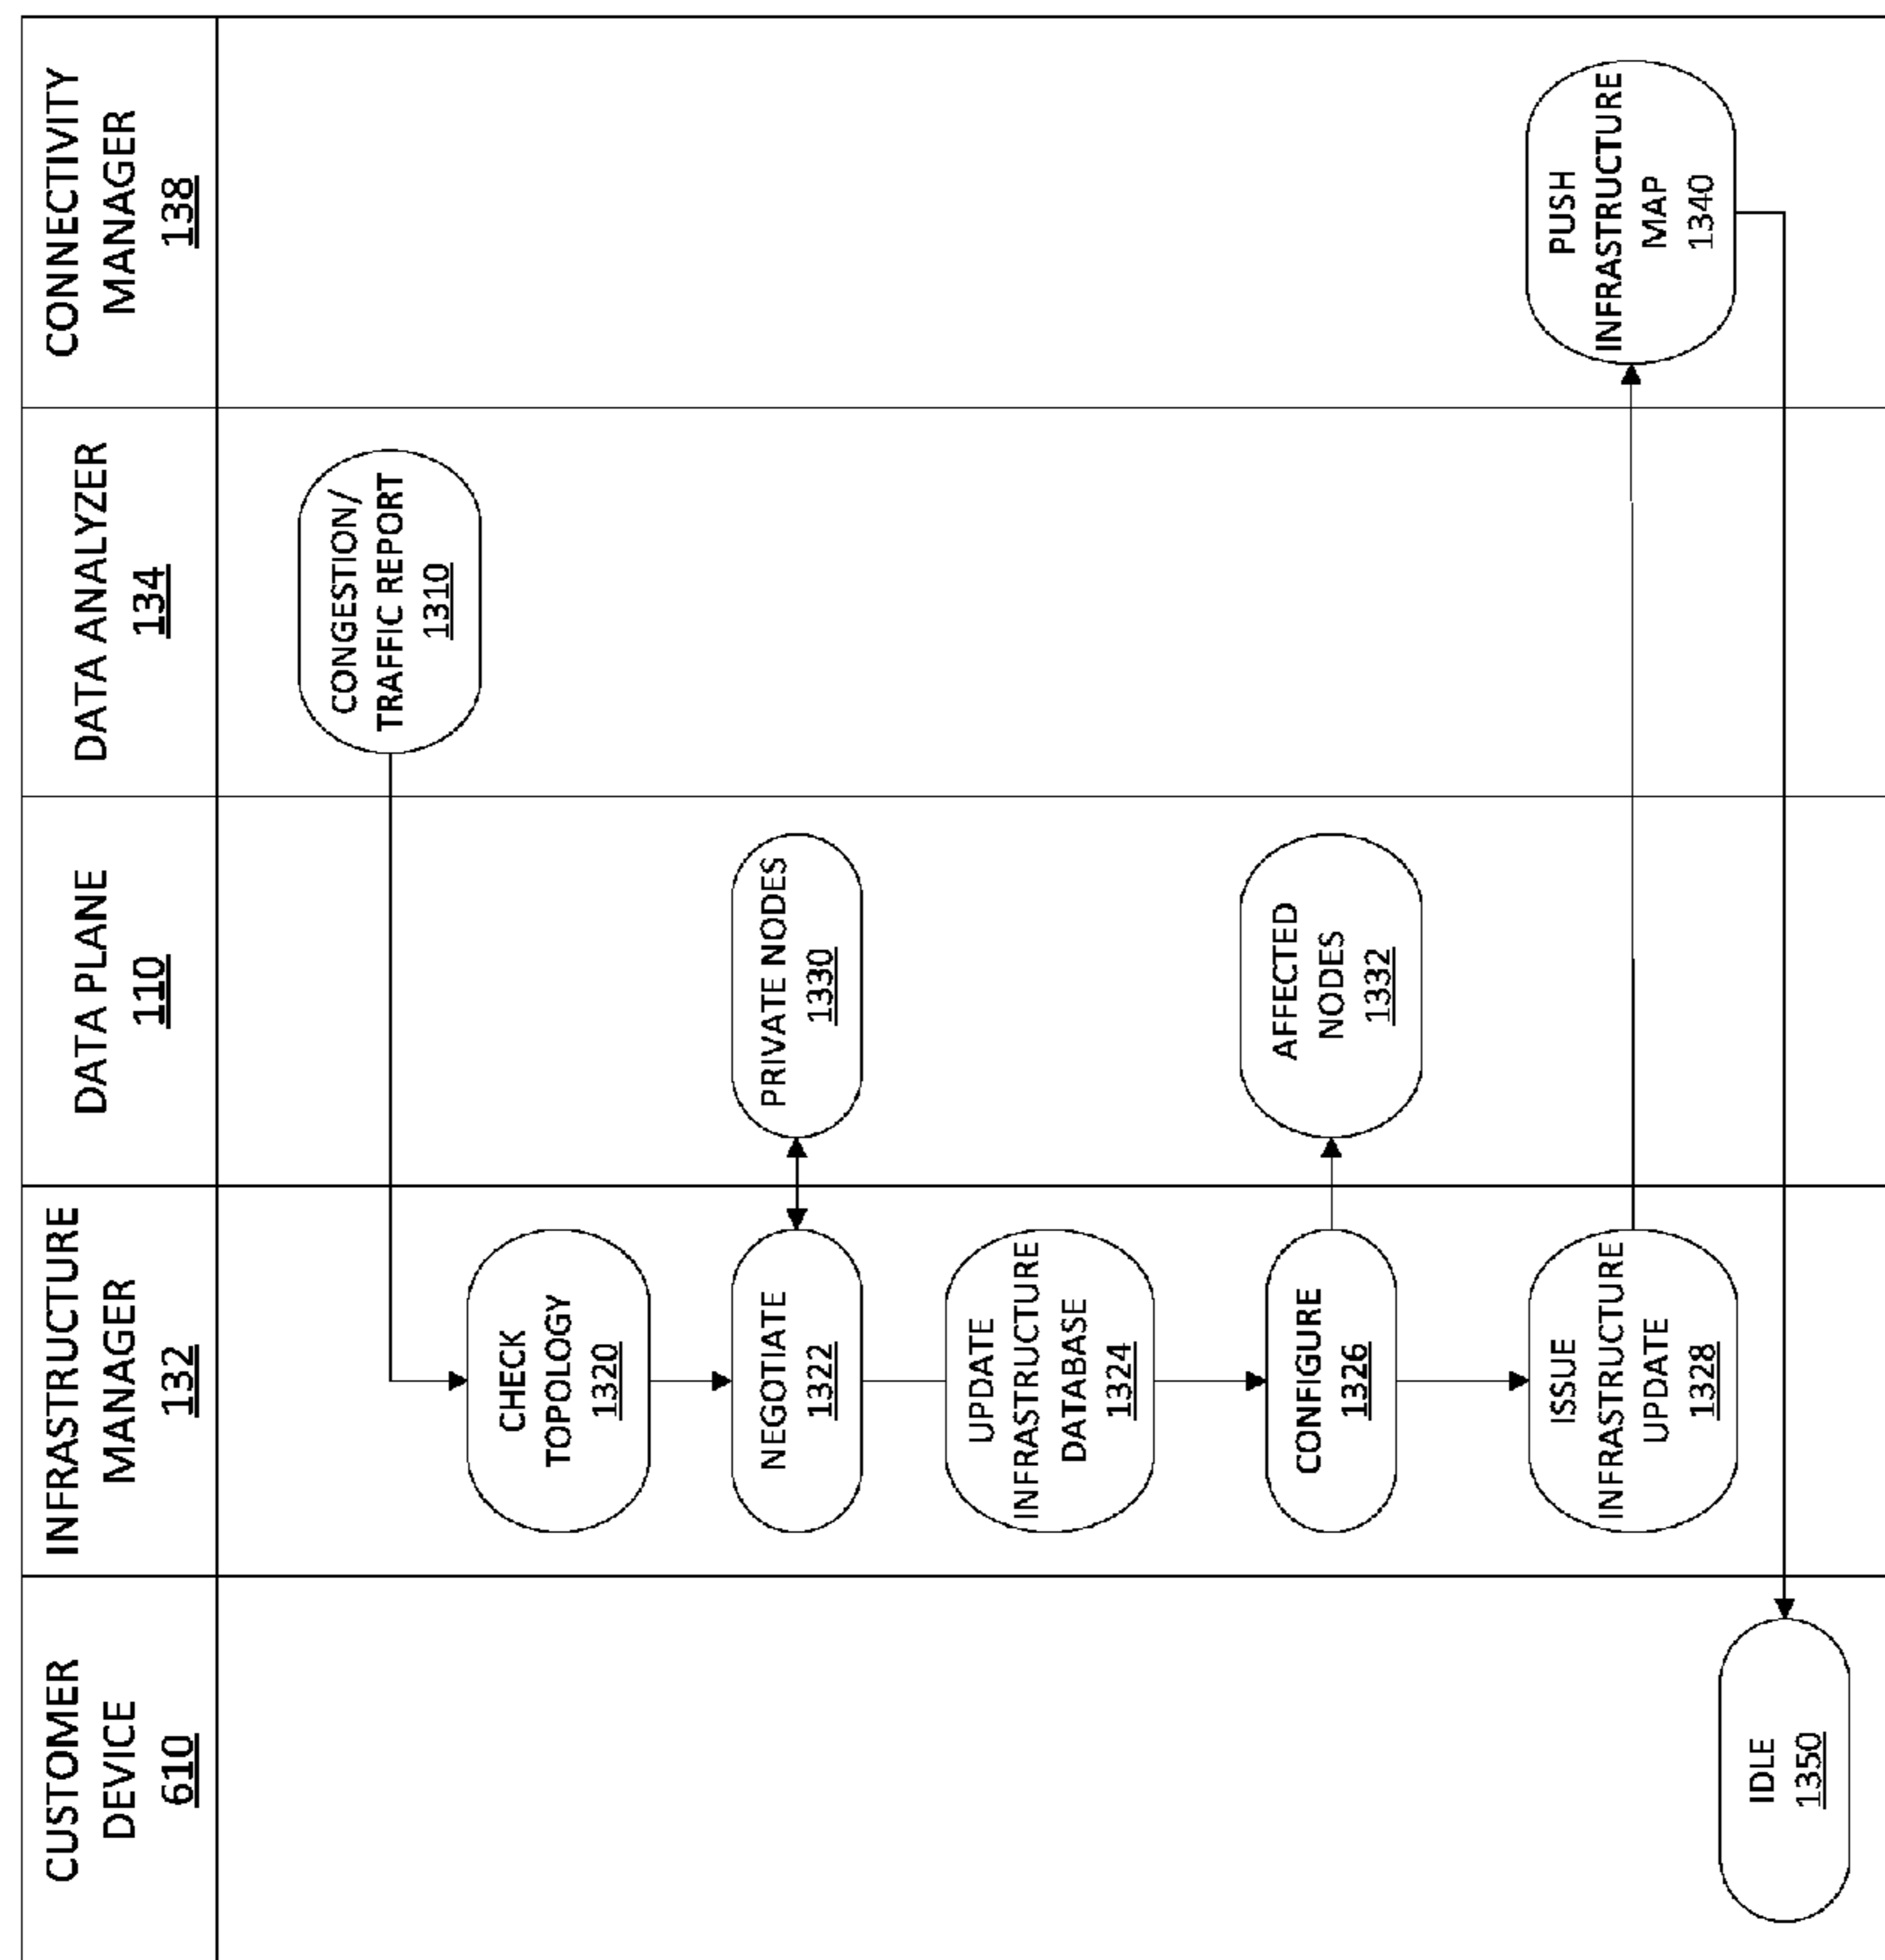 CUSTOMER
DEVICE
610
INFRASTRUCTURE
MANAGER
132
DATA PLANE
110
DATA ANALYZER
134
CONNECTIVITY
MANAGER
138
CONGESTION/
TRAFFIC REPORT
1310
CHECK
TOPOLOGY
1320
NEGOTIATE
1322
PRIVATE NODES
1330
UPDATE
INFRASTRUCTURE
DATABASE
1324
CONFIGURE
1326
AFFECTED
NODES
1332
ISSUE
INFRASTRUCTURE
UPDATE
1328
PUSH
INFRASTRUCTURE
MAP
1340
IDLE
1350